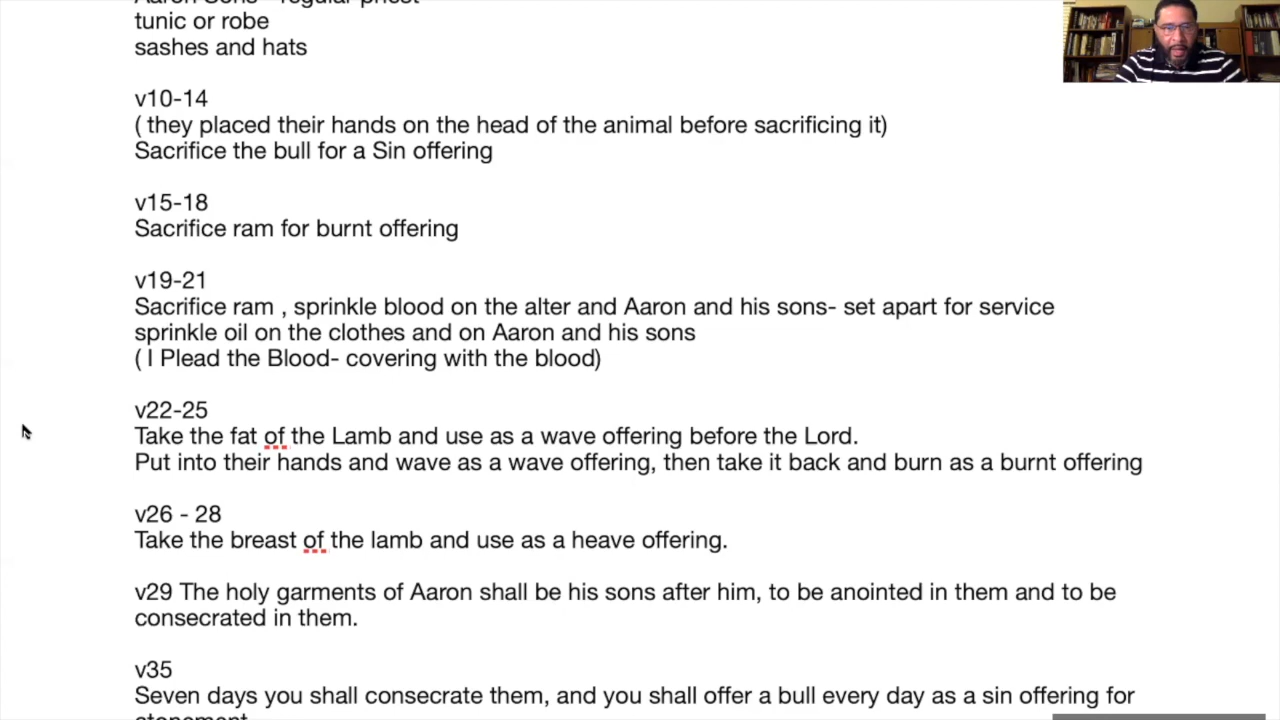 Aaron Sons - regular priest
tunic or robe
sashes and hats
v10-14
( they placed their hands on the head of the animal before sacrificing it)
Sacrifice the bull for a Sin offering
v15-18
Sacrifice ram for burnt offering
v19-21
Sacrifice ram , sprinkle blood on the alter and Aaron and his sons- set apart for service
sprinkle oil on the clothes and on Aaron and his sons
( I Plead the Blood- covering with the blood)
v22-25
Take the fat of the Lamb and use as a wave offering before the Lord.
Put into their hands and wave as a wave offering, then take it back and burn as a burnt offering
v26 - 28
Take the breast of the lamb and use as a heave offering.
v29 The holy garments of Aaron shall be his sons after him, to be anointed in them and to be
consecrated in them.
v35
Seven days you shall consecrate them, and you shall offer a bull every day as a sin offering for
atonement